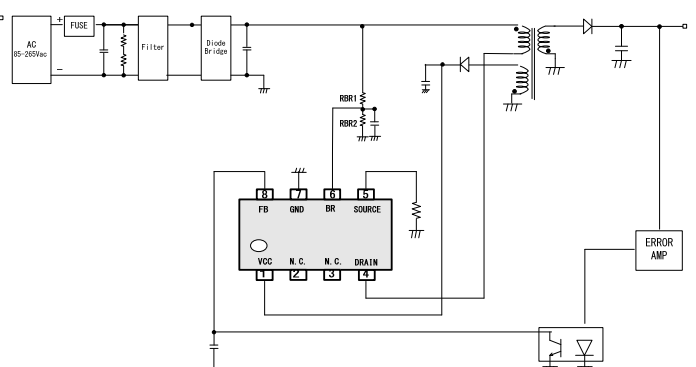 AC
85-265Vac
+
−
FUSE
Filter
Diode
Bridge
RBR1
RBR2
8 7 6 5
FB GND BR SOURCE
VCC N.C. N.C. DRAIN
1 2 3 4
ERROR
AMP